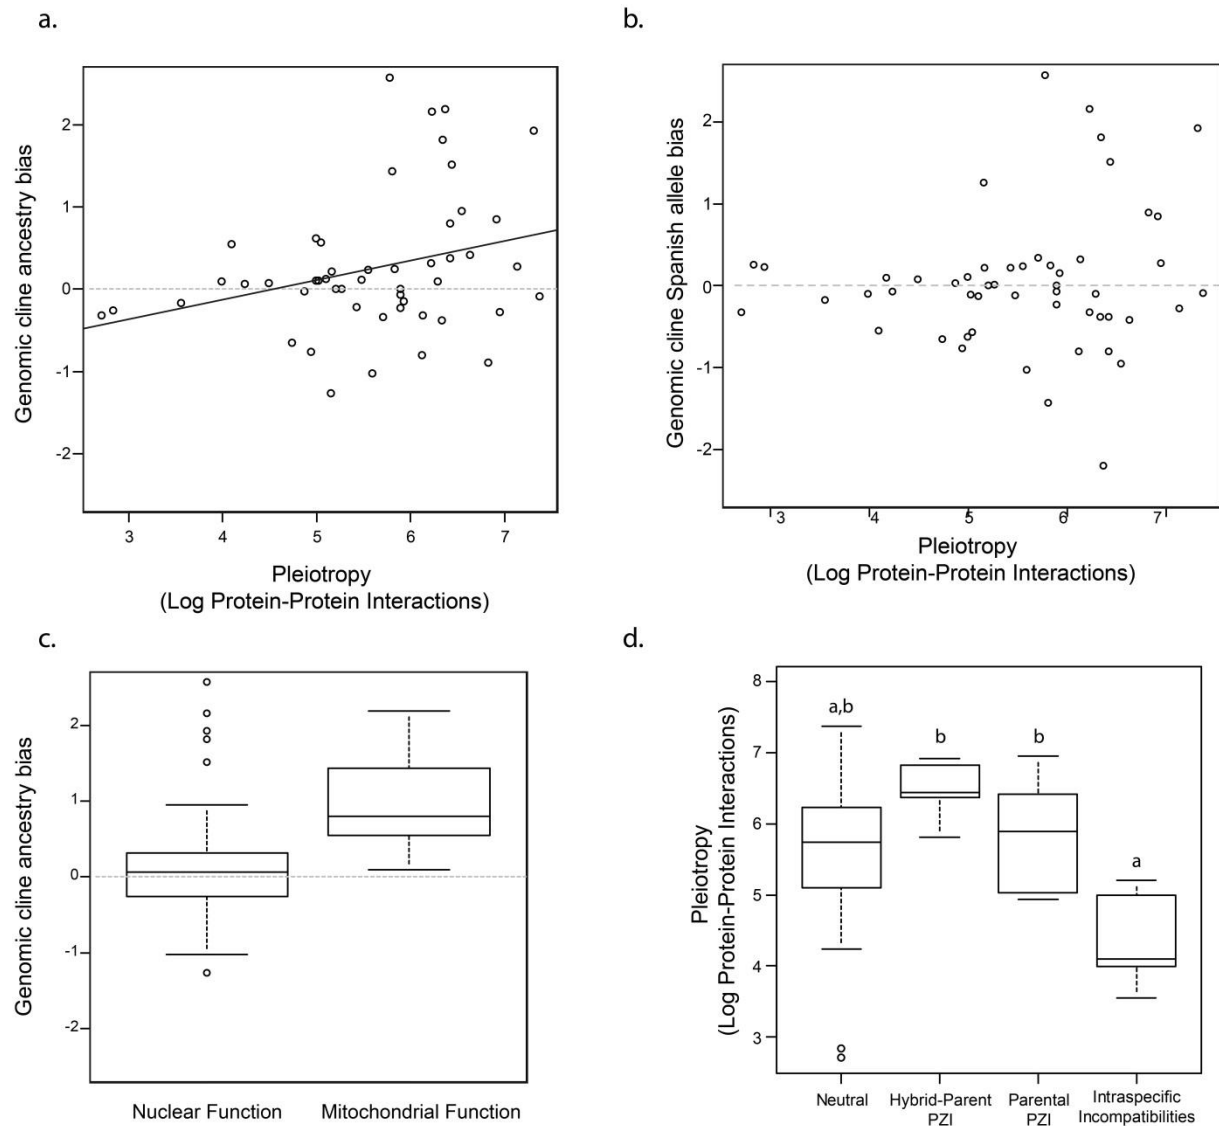 a.
Genomic cline ancestry bias
2
1
0
-1
-2
3 4 5 6 7
Pleiotropy
(Log Protein-Protein Interactions)
b.
Genomic cline Spanish allele bias
2
1
0
-1
-2
3 4 5 6 7
Pleiotropy
(Log Protein-Protein Interactions)
c.
Genomic cline ancestry bias
2
1
0
-1
-2
Nuclear Function Mitochondrial Function
d.
Pleiotropy
(Log Protein-Protein Interactions)
8
7
6
5
4
3
a,b
b
b
a
Neutral
Hybrid-Parent
PZI
Parental
PZI
Intraspecific
Incompatibilities